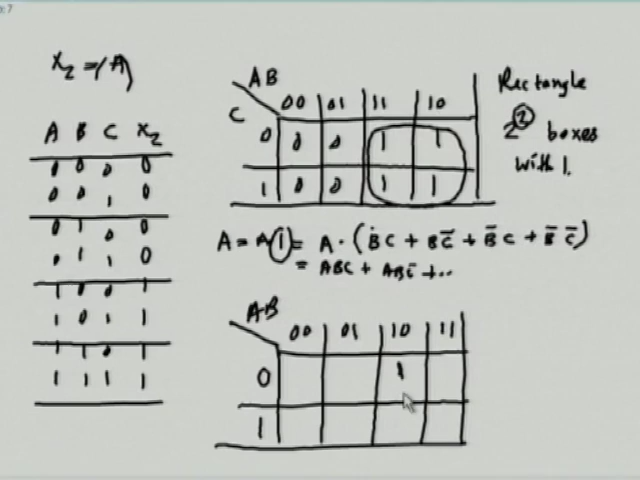 :7
X2 = (A)
A B C X2
0 0 0 0
0 0 1 0
0 1 0 0
0 1 1 0
1 0 0 1
1 0 1 1
1 1 0 1
1 1 1 1
AB
C 00 01 11 10
0 0 0 1 1
1 0 0 1 1
Rectangle
2^2 boxes
with 1.
A = A 1 = A · (BC + BC̄ + B̄C + B̄ C̄)
= ABC + ABC̄ + ..
AB
00 01 10 11
0 1
1